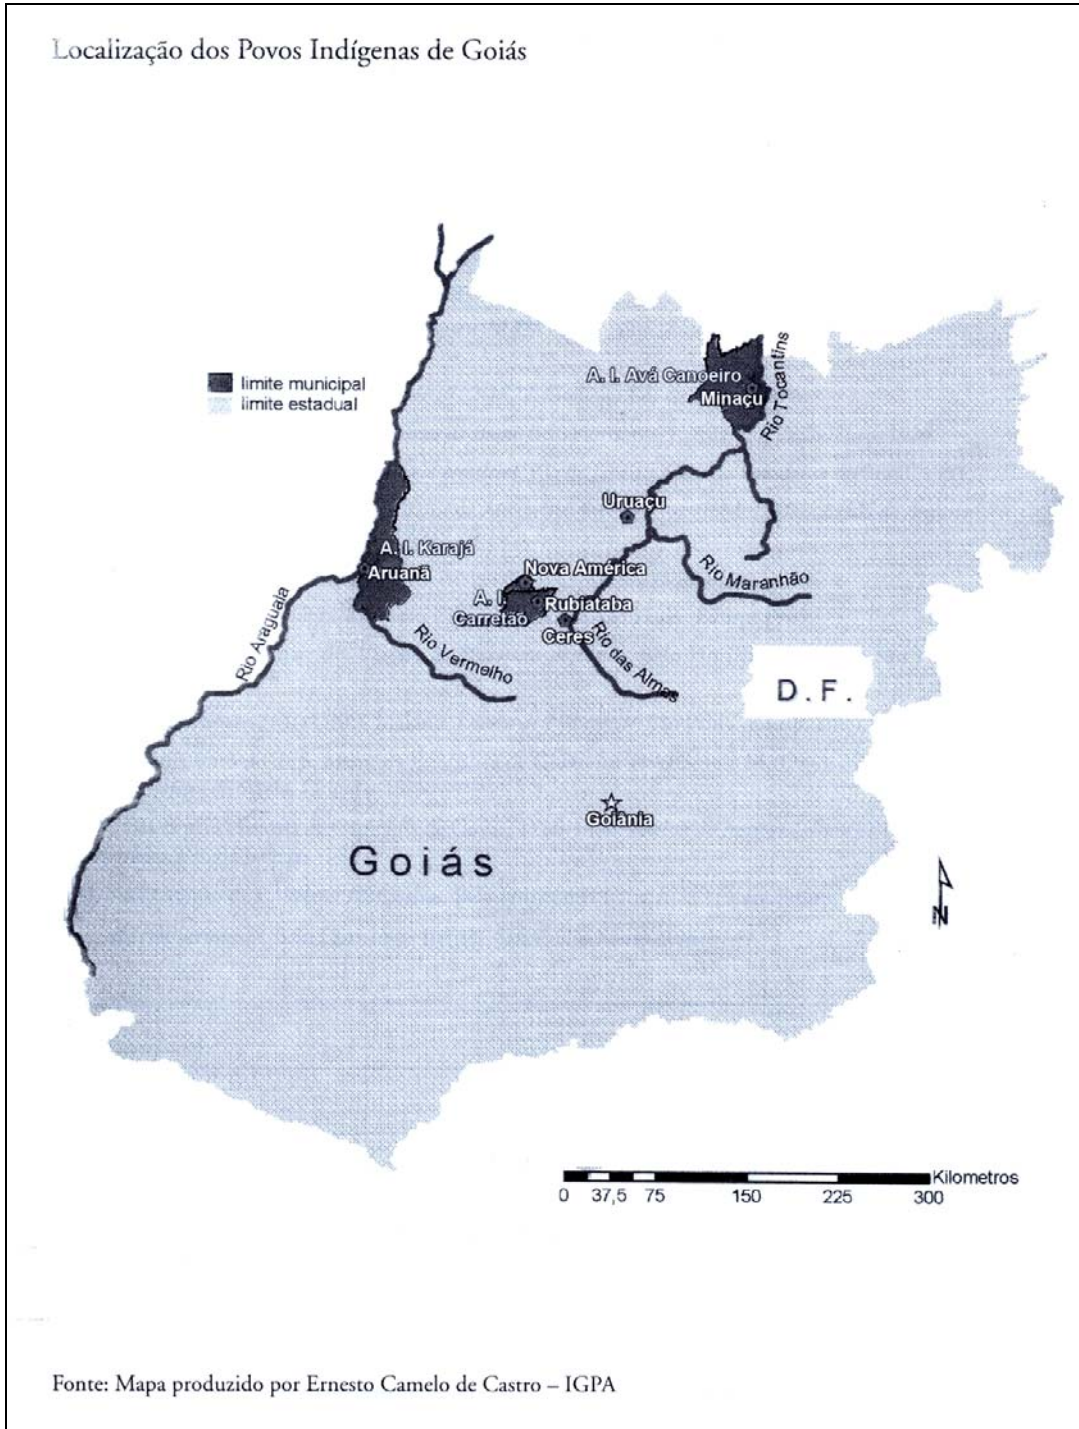 Localização dos Povos Indígenas de Goiás
limite municipal
limite estadual
A. I. Avá Canoeiro
Minaçu
Rio Tocantins
Uruaçu
A. I. Karajá
Aruanã
Nova América
Rio Maranhão
A. I.
Carretão
Rubiataba
Ceres
Rio Araguaia
Rio Vermelho
Rio das Almas
D.F.
Goiânia
Goiás
N
Kilometros
0 37,5 75 150 225 300
Fonte: Mapa produzido por Ernesto Camelo de Castro – IGPA